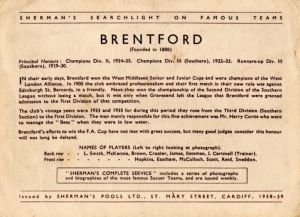 SHERMAN'S SEARCHLIGHT ON FAMOUS TEAMS
BRENTFORD
(Founded in 1888)
Principal Honours : Champions Div. II, 1934-35. Champions Div. III (Southern), 1932-33. Runners-up Div. III
(Southern), 1929-30.
IN their early days, Brentford won the West Middlesex Senior and Junior Cups and were champions of the West
London Alliance. In 1900 the club embraced professionalism and their first match in their new role was against
Edinburgh St. Bernards, in a friendly. Next they won the championship of the Second Division of the Southern
League without losing a match, but it was only when Gravesend left the League that Brentford were granted
admission to the First Division of that competition.
The club's vintage years were 1933 and 1935 for during this period they rose from the Third Division (Southern
Section) to the First Division. The man mainly responsible for this fine achievement was Mr. Harry Curtis who went
to manage the "Bees" when they were in low water.
Brentford's efforts to win the F.A. Cup have not met with great success, but many good judges consider this honour
will not long be delayed.
NAMES OF PLAYERS (Left to right looking at photograph).
Back row - L. Smith, McKenzie, Brown, Crozier, James, Bateman, J. Cartmell (Trainer).
Front row - Hopkins, Eastham, McCulloch, Scott, Reid, Sneddon.
"SHERMAN'S COMPLETE SERVICE" includes a series of photographs
and biographies of the most famous Soccer Teams, and are issued weekly.
Issued by SHERMAN'S POOLS LTD., ST. MARY STREET, CARDIFF, 1938-39